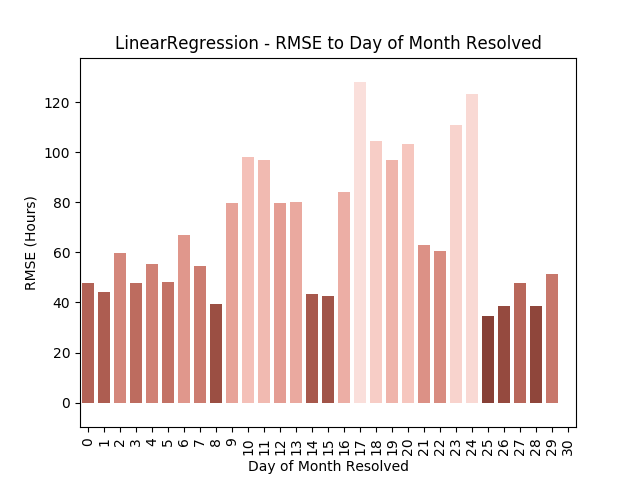 LinearRegression - RMSE to Day of Month Resolved
RMSE (Hours)
120
100
80
60
40
20
0
0 1 2 3 4 5 6 7 8 9 10 11 12 13 14 15 16 17 18 19 20 21 22 23 24 25 26 27 28 29 30
Day of Month Resolved